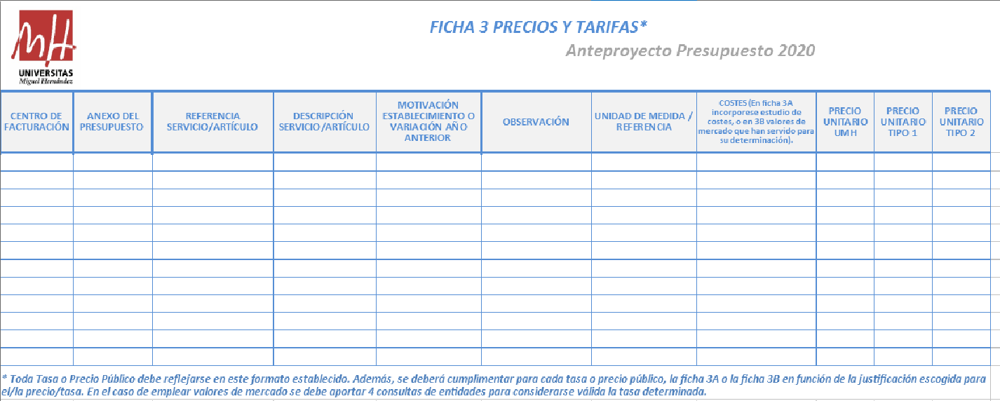 FICHA 3 PRECIOS Y TARIFAS*
Anteproyecto Presupuesto 2020
MH
UNIVERSITAS
Miguel Hernández
CENTRO DE
FACTURACIÓN
ANEXO DEL
PRESUPUESTO
REFERENCIA
SERVICIO/ARTÍCULO
DESCRIPCIÓN
SERVICIO/ARTÍCULO
MOTIVACIÓN
ESTABLECIMIENTO O
VARIACIÓN AÑO
ANTERIOR
OBSERVACIÓN
UNIDAD DE MEDIDA /
REFERENCIA
COSTES (En ficha 3A
incorporese estudio de
costes, o en 3B valores de
mercado que han servido para
su determinación).
PRECIO
UNITARIO
UMH
PRECIO
UNITARIO
TIPO 1
PRECIO
UNITARIO
TIPO 2
* Toda Tasa o Precio Público debe reflejarse en este formato establecido. Además, se deberá cumplimentar para cada tasa o precio público, la ficha 3A o la ficha 3B en función de la justificación escogida para
el/la precio/tasa. En el caso de emplear valores de mercado se debe aportar 4 consultas de entidades para considerarse válida la tasa determinada.